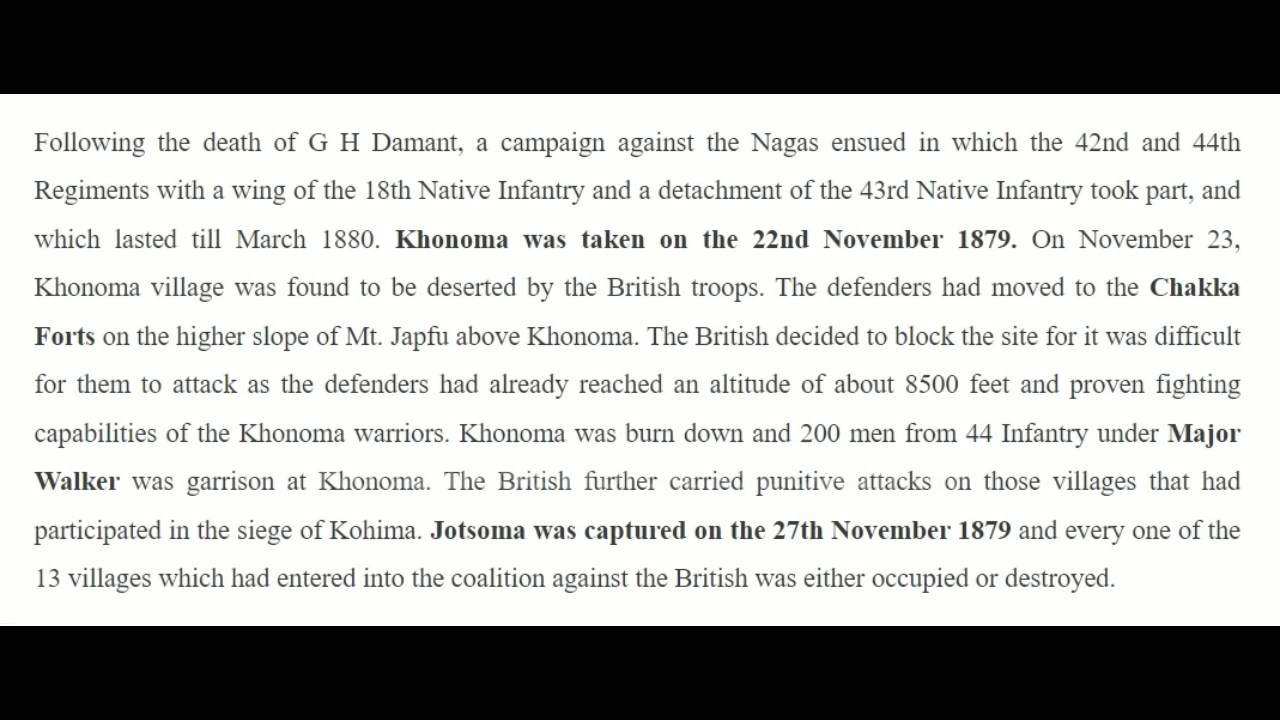 Following the death of G H Damant, a campaign against the Nagas ensued in which the 42nd and 44th
Regiments with a wing of the 18th Native Infantry and a detachment of the 43rd Native Infantry took part, and
which lasted till March 1880. Khonoma was taken on the 22nd November 1879. On November 23,
Khonoma village was found to be deserted by the British troops. The defenders had moved to the Chakka
Forts on the higher slope of Mt. Japfu above Khonoma. The British decided to block the site for it was difficult
for them to attack as the defenders had already reached an altitude of about 8500 feet and proven fighting
capabilities of the Khonoma warriors. Khonoma was burn down and 200 men from 44 Infantry under Major
Walker was garrison at Khonoma. The British further carried punitive attacks on those villages that had
participated in the siege of Kohima. Jotsoma was captured on the 27th November 1879 and every one of the
13 villages which had entered into the coalition against the British was either occupied or destroyed.